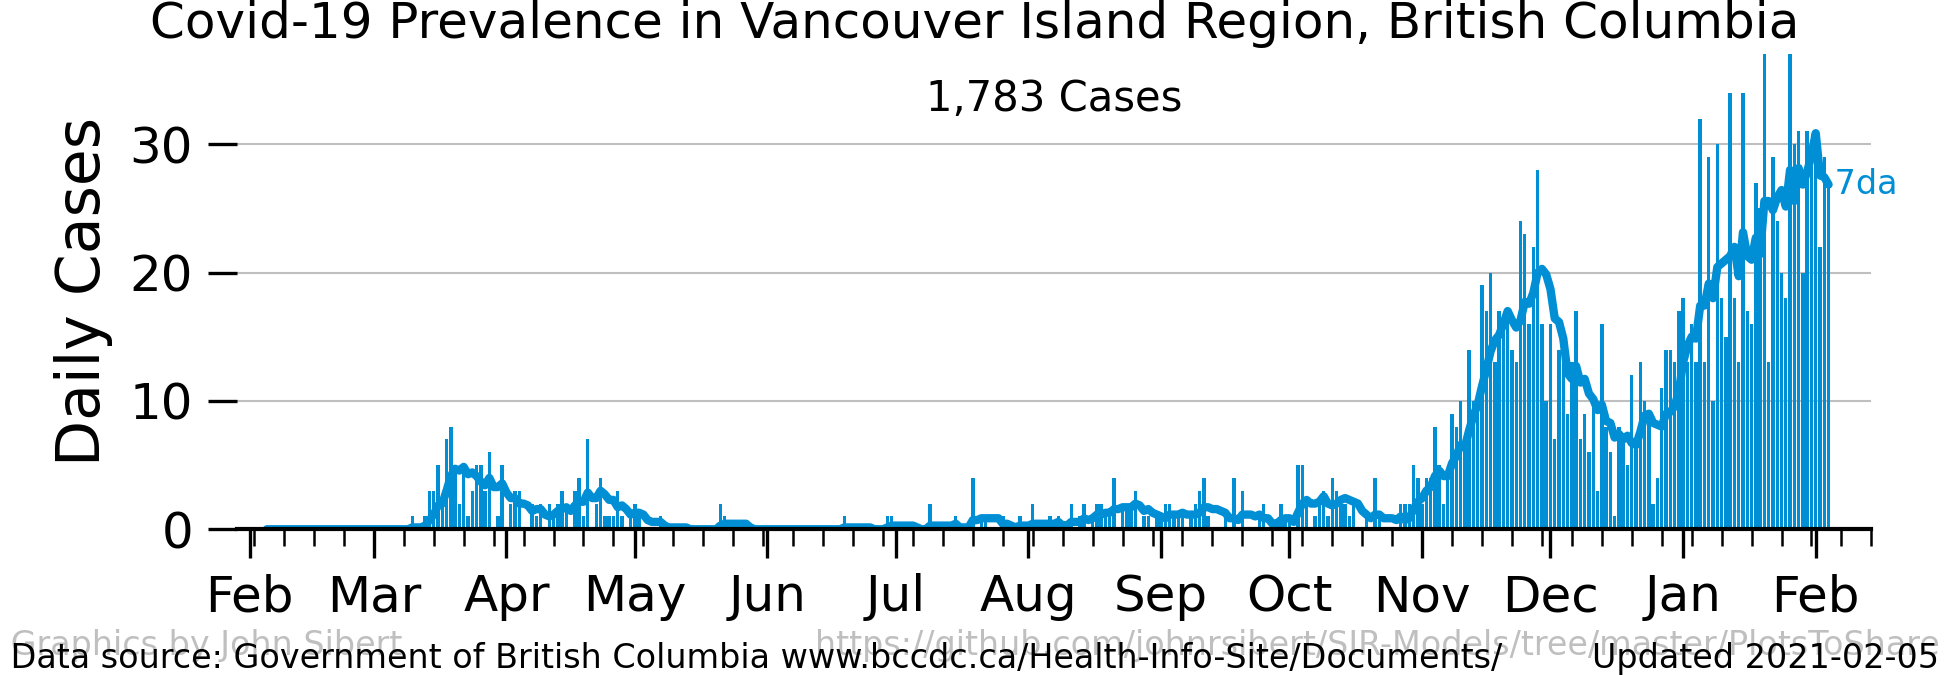 Covid-19 Prevalence in Vancouver Island Region, British Columbia
1,783 Cases
Daily Cases
30
20
10
0
7da
Feb Mar Apr May Jun Jul Aug Sep Oct Nov Dec Jan Feb
Graphics by John Sibert https://github.com/johnrsibert/SIR-Models/tree/master/PlotsToShare
Data source: Government of British Columbia www.bccdc.ca/Health-Info-Site/Documents/ Updated 2021-02-05